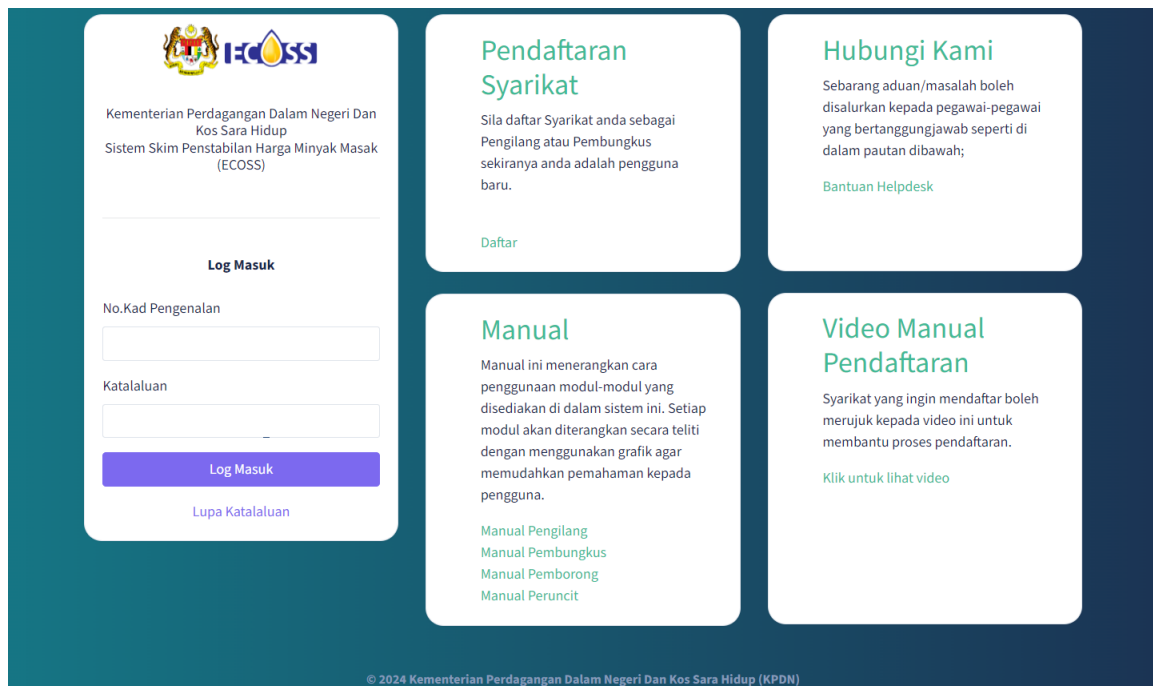 ECOSS
Kementerian Perdagangan Dalam Negeri Dan
Kos Sara Hidup
Sistem Skim Penstabilan Harga Minyak Masak
(ECOSS)
Log Masuk
No.Kad Pengenalan
Katalaluan
Log Masuk
Lupa Katalaluan
Pendaftaran
Syarikat
Sila daftar Syarikat anda sebagai
Pengilang atau Pembungkus
sekiranya anda adalah pengguna
baru.
Daftar
Hubungi Kami
Sebarang aduan/masalah boleh
disalurkan kepada pegawai-pegawai
yang bertanggungjawab seperti di
dalam pautan dibawah;
Bantuan Helpdesk
Manual
Manual ini menerangkan cara
penggunaan modul-modul yang
disediakan di dalam sistem ini. Setiap
modul akan diterangkan secara teliti
dengan menggunakan grafik agar
memudahkan pemahaman kepada
pengguna.
Manual Pengilang
Manual Pembungkus
Manual Pemborong
Manual Peruncit
Video Manual
Pendaftaran
Syarikat yang ingin mendaftar boleh
merujuk kepada video ini untuk
membantu proses pendaftaran.
Klik untuk lihat video
© 2024 Kementerian Perdagangan Dalam Negeri Dan Kos Sara Hidup (KPDN)